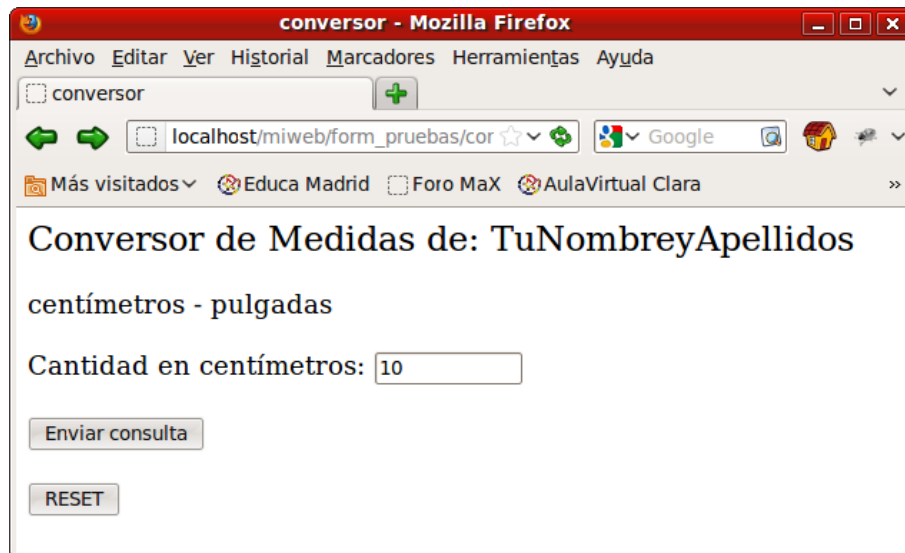 conversor - Mozilla Firefox
Archivo Editar Ver Historial Marcadores Herramientas Ayuda
conversor
localhost/miweb/form_pruebas/cor Google
Más visitados Educa Madrid Foro MaX AulaVirtual Clara »
Conversor de Medidas de: TuNombreyApellidos
centímetros - pulgadas
Cantidad en centímetros: 10
Enviar consulta
RESET